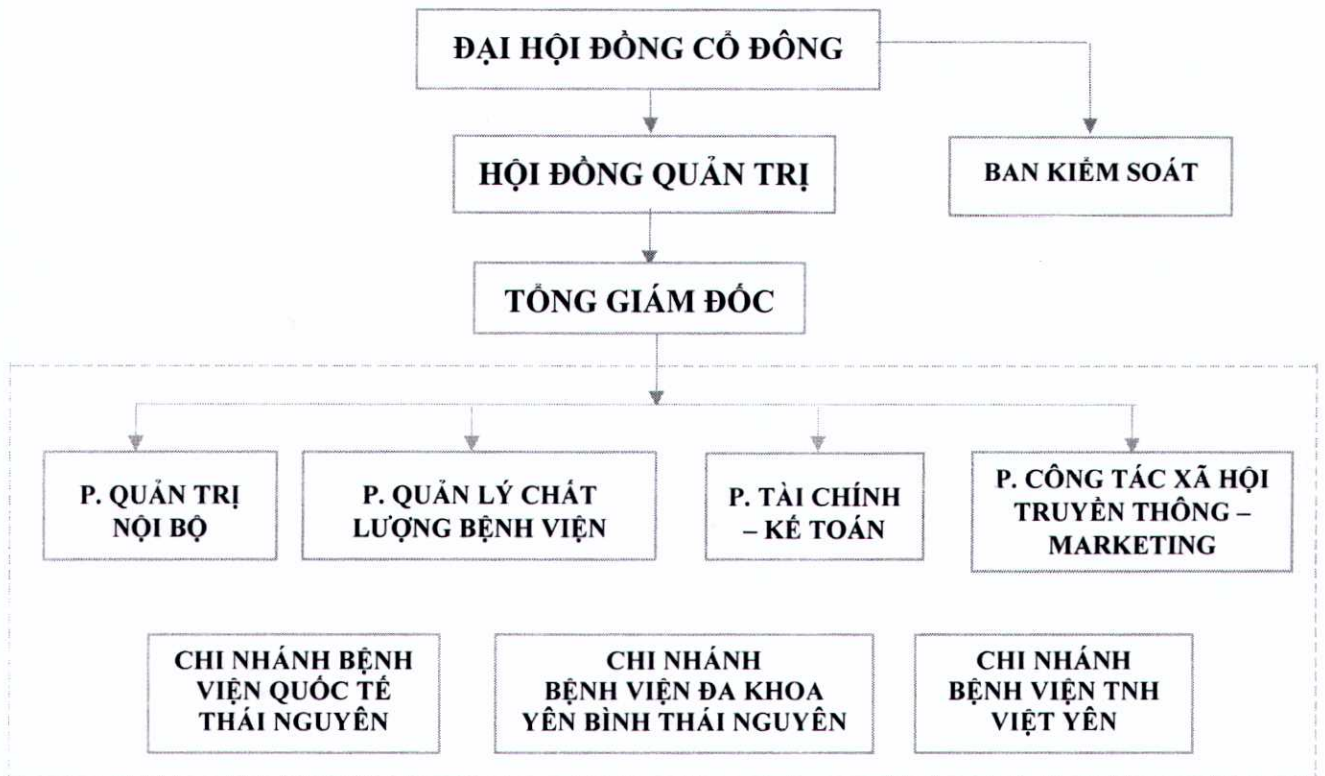 ĐẠI HỘI ĐỒNG CỔ ĐÔNG
HỘI ĐỒNG QUẢN TRỊ
BAN KIỂM SOÁT
TỔNG GIÁM ĐỐC
P. QUẢN TRỊ
NỘI BỘ
P. QUẢN LÝ CHẤT
LƯỢNG BỆNH VIỆN
P. TÀI CHÍNH
– KẾ TOÁN
P. CÔNG TÁC XÃ HỘI
TRUYỀN THÔNG –
MARKETING
CHI NHÁNH BỆNH
VIỆN QUỐC TẾ
THÁI NGUYÊN
CHI NHÁNH
BỆNH VIỆN ĐA KHOA
YÊN BÌNH THÁI NGUYÊN
CHI NHÁNH
BỆNH VIỆN TNH
VIỆT YÊN